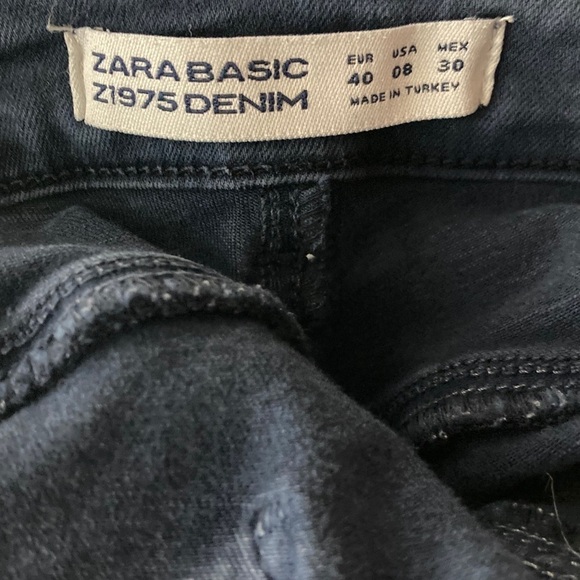 ZARA BASIC
Z1975 DENIM
EUR USA MEX
40 08 30
MADE IN TURKEY